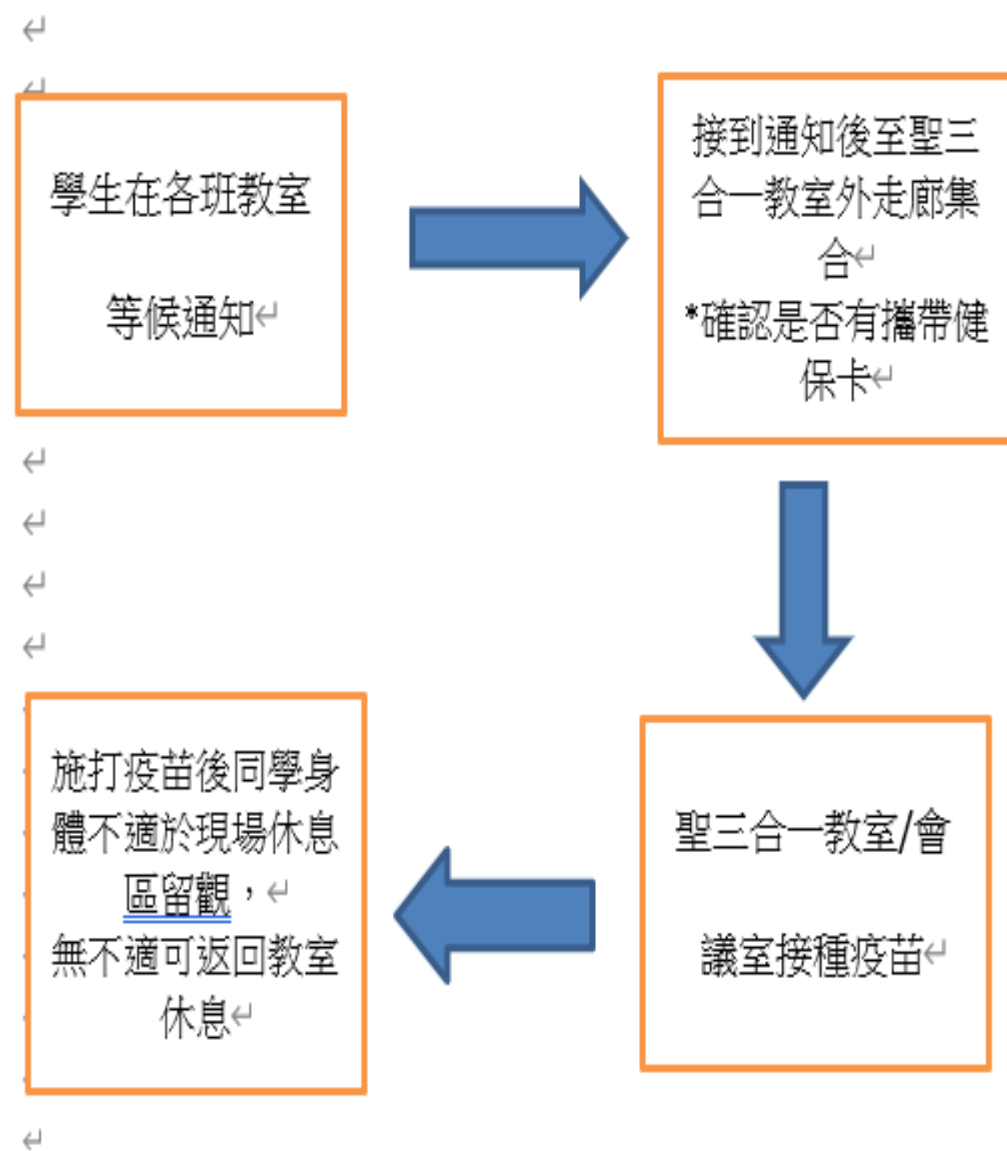 學生在各班教室
等候通知
接到通知後至聖三
合一教室外走廊集
合
*確認是否有攜帶健
保卡
聖三合一教室/會
議室接種疫苗
施打疫苗後同學身
體不適於現場休息
區留觀，
無不適可返回教室
休息